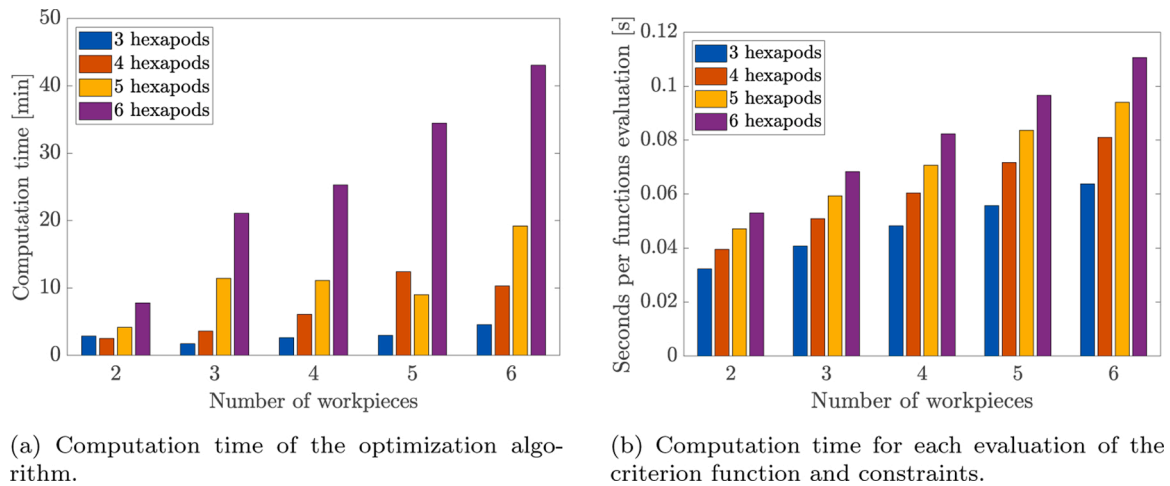 50
40
30
20
10
0
Computation time [min]
3 hexapods
4 hexapods
5 hexapods
6 hexapods
2 3 4 5 6
Number of workpieces
(a) Computation time of the optimization algo-
rithm.
0.12
0.1
0.08
0.06
0.04
0.02
0
Seconds per functions evaluation [s]
3 hexapods
4 hexapods
5 hexapods
6 hexapods
2 3 4 5 6
Number of workpieces
(b) Computation time for each evaluation of the
criterion function and constraints.